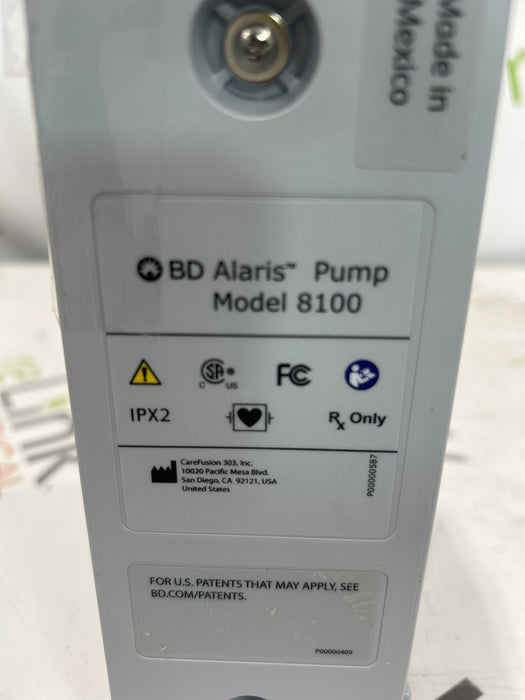 Made in
Mexico
BD Alaris™ Pump
Model 8100
C US
FC
IPX2
Rx Only
CareFusion 303, Inc.
10020 Pacific Mesa Blvd.
San Diego, CA 92121, USA
United States
P00000587
FOR U.S. PATENTS THAT MAY APPLY, SEE
BD.COM/PATENTS.
P00000405